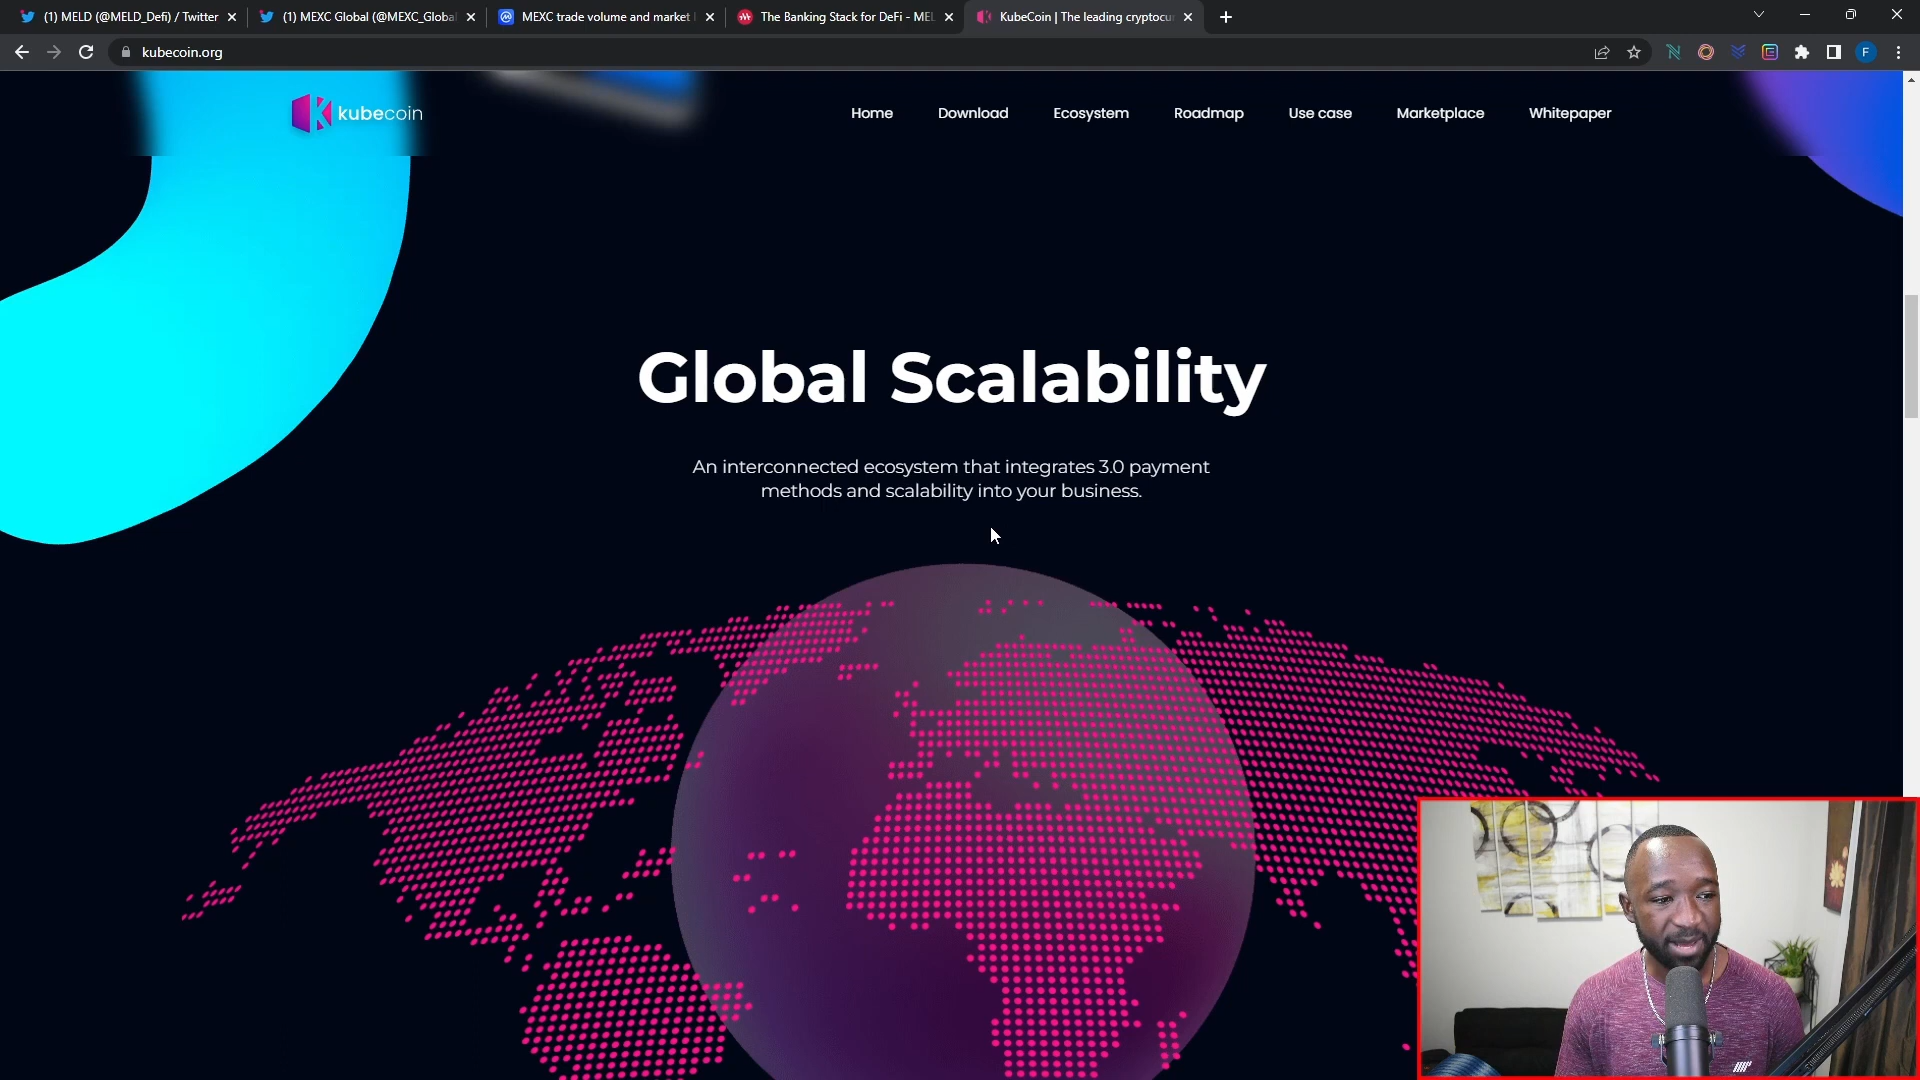 (1) MELD (@MELD_Defi) / Twitter
(1) MEXC Global (@MEXC_Global
MEXC trade volume and market
The Banking Stack for DeFi - MEL
KubeCoin | The leading cryptocu
kubecoin.org
F
kubecoin
Home
Download
Ecosystem
Roadmap
Use case
Marketplace
Whitepaper
Global Scalability
An interconnected ecosystem that integrates 3.0 payment
methods and scalability into your business.